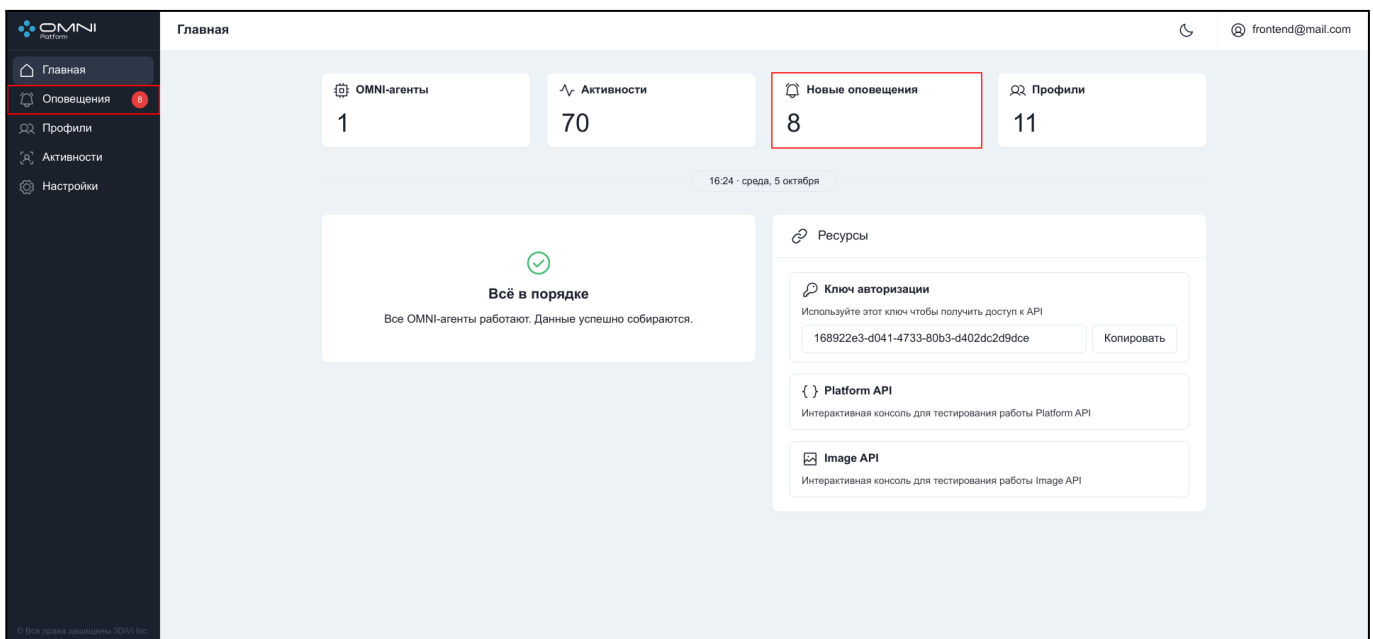 OMNI
Platform
Главная
frontend@mail.com
Главная
Оповещения 8
Профили
Активности
Настройки
OMNI-агенты
1
Активности
70
Новые оповещения
8
Профили
11
16:24 · среда, 5 октября
Всё в порядке
Все OMNI-агенты работают. Данные успешно собираются.
Ресурсы
Ключ авторизации
Используйте этот ключ чтобы получить доступ к API
168922e3-d041-4733-80b3-d402dc2d9dce
Копировать
{ } Platform API
Интерактивная консоль для тестирования работы Platform API
Image API
Интерактивная консоль для тестирования работы Image API
© Все права защищены 3DiVi Inc.